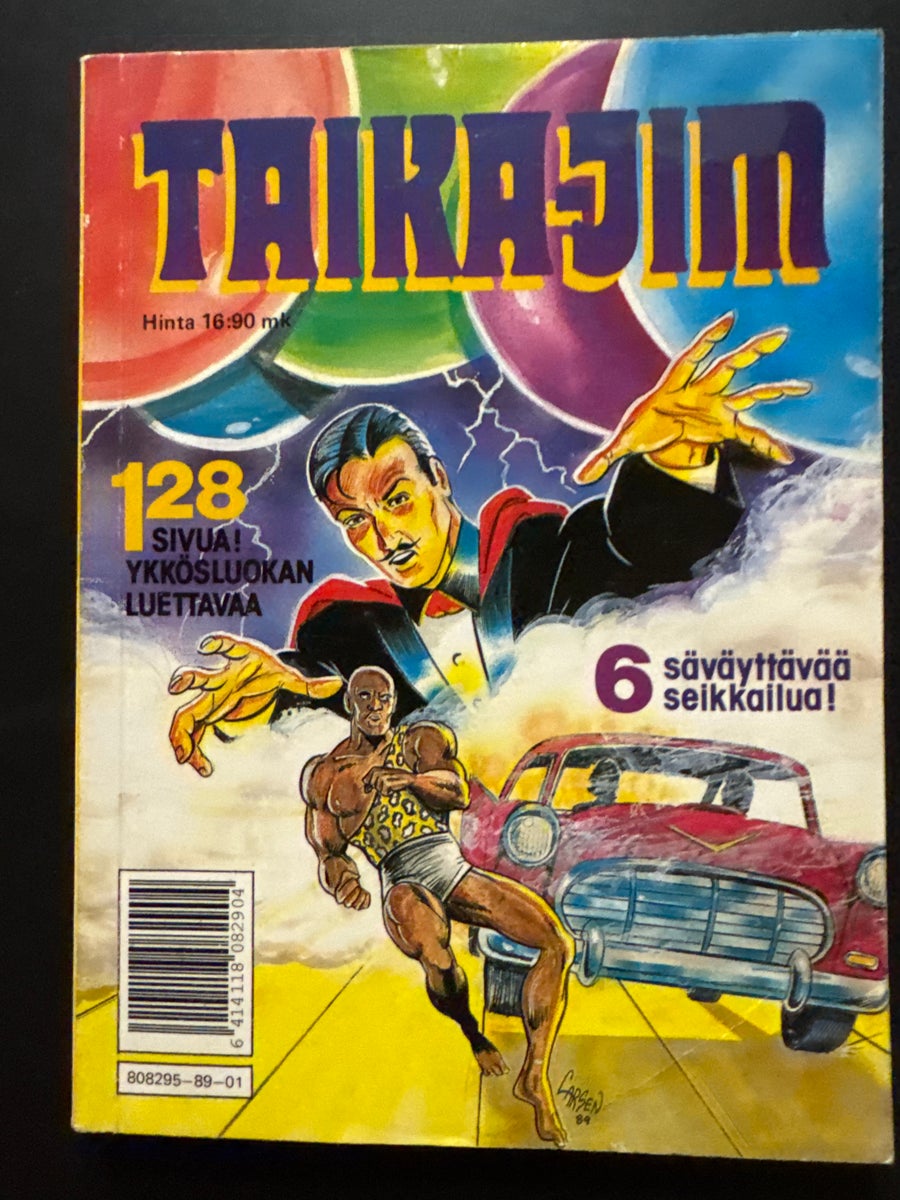 TAIKA-JIM
Hinta 16:90 mk
128
SIVUA!
YKKÖSLUOKAN
LUETTAVAA
6 säväyttävää
seikkailua!
6 414118 082904
808295-89-01
LARSEN
89